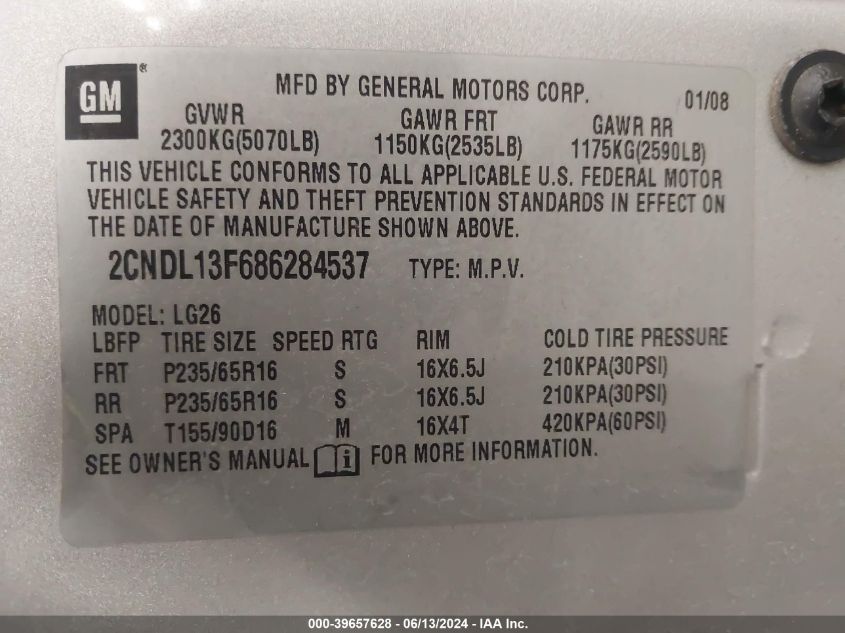 GM®
MFD BY GENERAL MOTORS CORP. 01/08
GVWR GAWR FRT GAWR RR
2300KG(5070LB) 1150KG(2535LB) 1175KG(2590LB)
THIS VEHICLE CONFORMS TO ALL APPLICABLE U.S. FEDERAL MOTOR
VEHICLE SAFETY AND THEFT PREVENTION STANDARDS IN EFFECT ON
THE DATE OF MANUFACTURE SHOWN ABOVE.
2CNDL13F686284537 TYPE: M.P.V.
MODEL: LG26
LBFP TIRE SIZE SPEED RTG RIM COLD TIRE PRESSURE
FRT P235/65R16 S 16X6.5J 210KPA(30PSI)
RR P235/65R16 S 16X6.5J 210KPA(30PSI)
SPA T155/90D16 M 16X4T 420KPA(60PSI)
SEE OWNER'S MANUAL i FOR MORE INFORMATION.
000-39657628 - 06/13/2024 - IAA Inc.